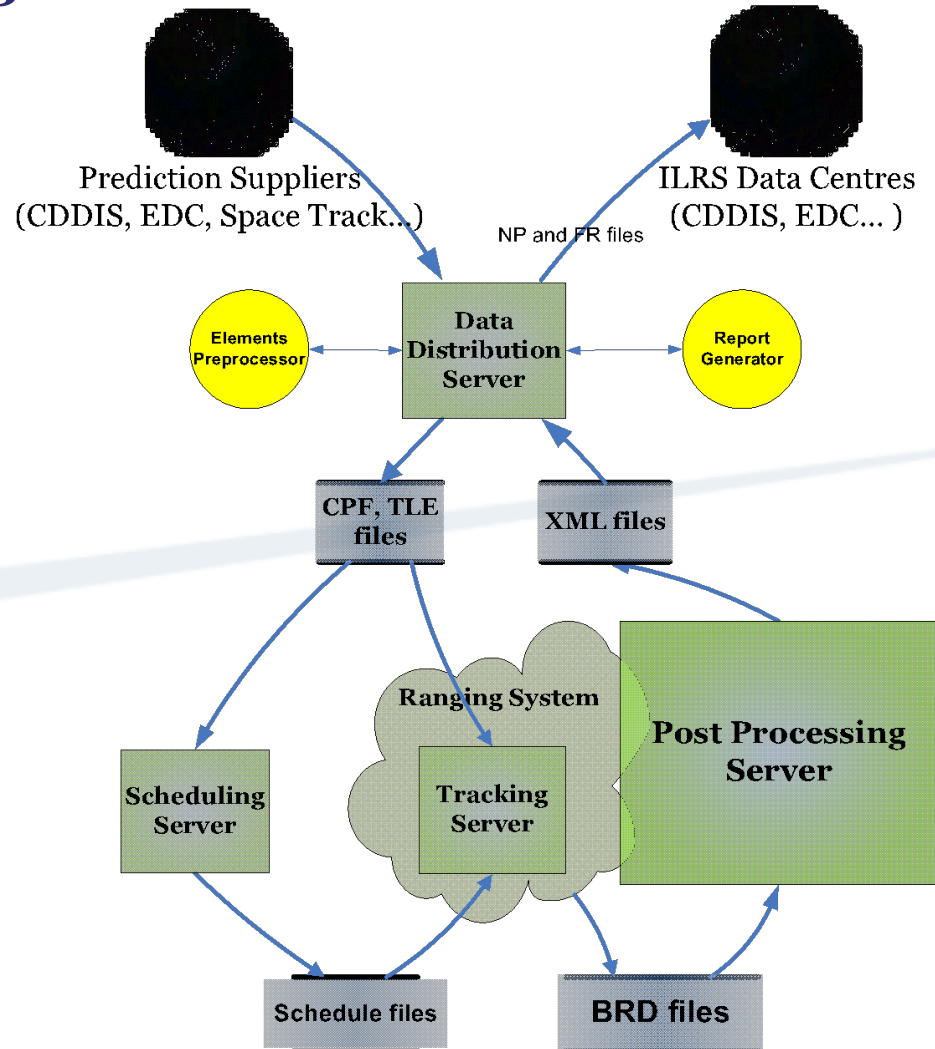 Prediction Suppliers
(CDDIS, EDC, Space Track...)
ILRS Data Centres
(CDDIS, EDC... )
NP and FR files
Elements
Preprocessor
Data
Distribution
Server
Report
Generator
CPF, TLE
files
XML files
Ranging System
Post Processing
Server
Scheduling
Server
Tracking
Server
Schedule files
BRD files